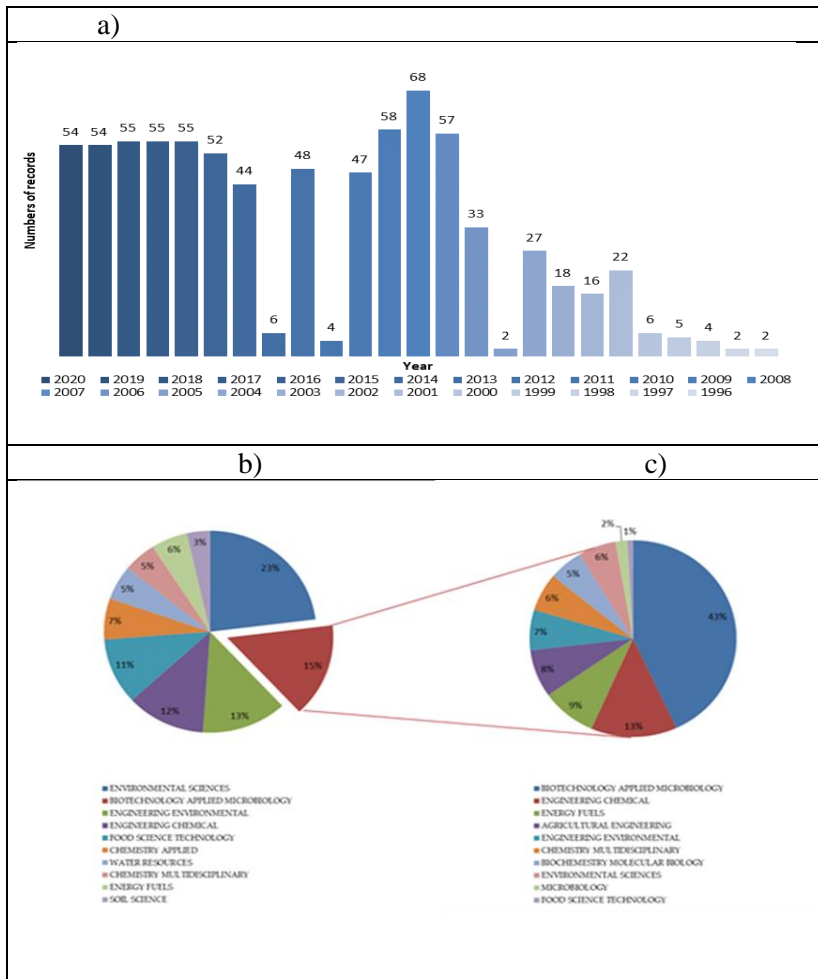 a)
68
58
57
54 54 55 55 55
52
48
47
44
33
27
22
18
16
6
4
2
6
5
4
2 2
Numbers of records
Year
2020 2019 2018 2017 2016 2015 2014 2013 2012 2011 2010 2009 2008
2007 2006 2005 2004 2003 2002 2001 2000 1999 1998 1997 1996
b) c)
23%
15%
13%
12%
11%
7%
5%
5%
6%
3%
43%
13%
9%
8%
7%
6%
5%
6%
2%
1%
ENVIRONMENTAL SCIENCES
BIOTECHNOLOGY APPLIED MICROBIOLOGY
ENGINEERING ENVIRONMENTAL
ENGINEERING CHEMICAL
FOOD SCIENCE TECHNOLOGY
CHEMISTRY APPLIED
WATER RESOURCES
CHEMISTRY MULTIDISCIPLINARY
ENERGY FUELS
SOIL SCIENCE
BIOTECHNOLOGY APPLIED MICROBIOLOGY
ENGINEERING CHEMICAL
ENERGY FUELS
AGRICULTURAL ENGINEERING
ENGINEERING ENVIRONMENTAL
CHEMISTRY MULTIDISCIPLINARY
BIOCHEMESTRY MOLECULAR BIOLOGY
ENVIRONMENTAL SCIENCES
MICROBIOLOGY
FOOD SCIENCE TECHNOLOGY